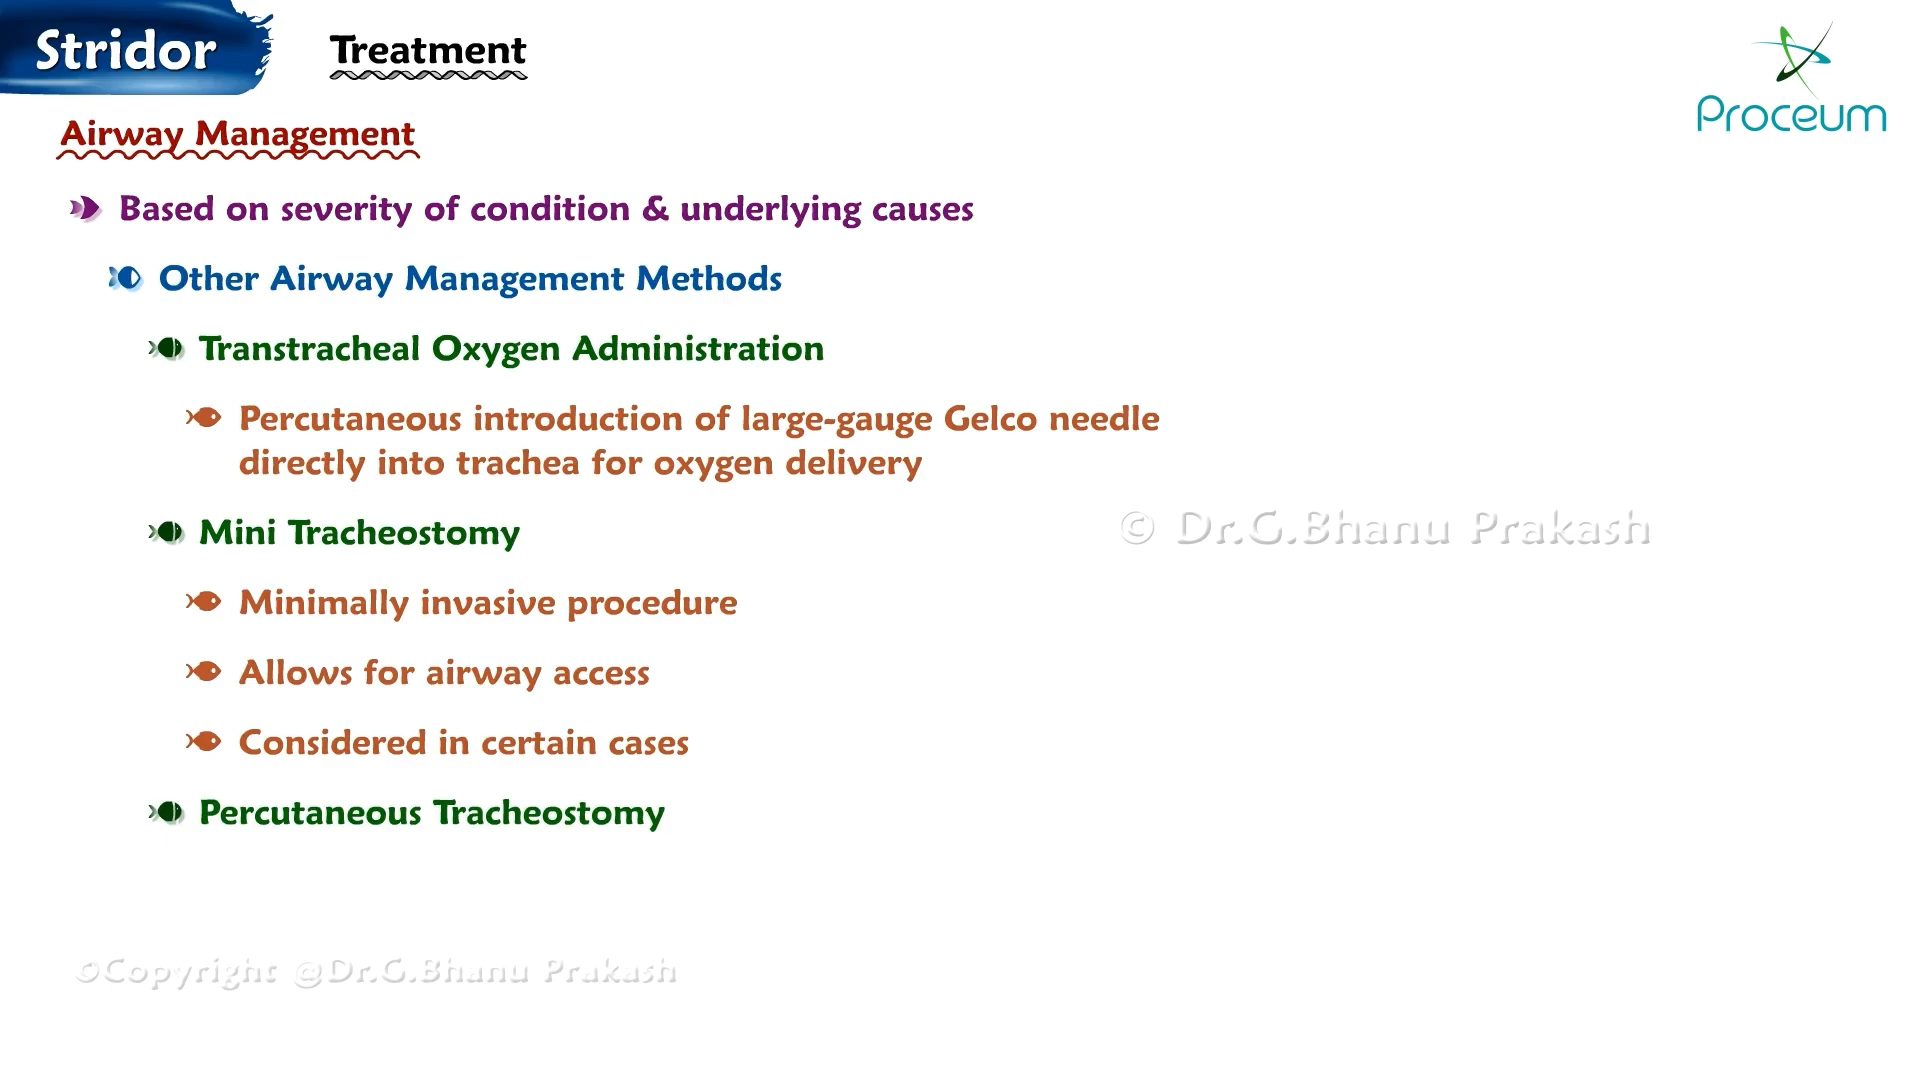 Stridor
Treatment
Proceum
Airway Management
Based on severity of condition & underlying causes
Other Airway Management Methods
Transtracheal Oxygen Administration
Percutaneous introduction of large-gauge Gelco needle
directly into trachea for oxygen delivery
© Dr.G.Bhanu Prakash
Mini Tracheostomy
Minimally invasive procedure
Allows for airway access
Considered in certain cases
Percutaneous Tracheostomy
©Copyright @Dr.G.Bhanu Prakash